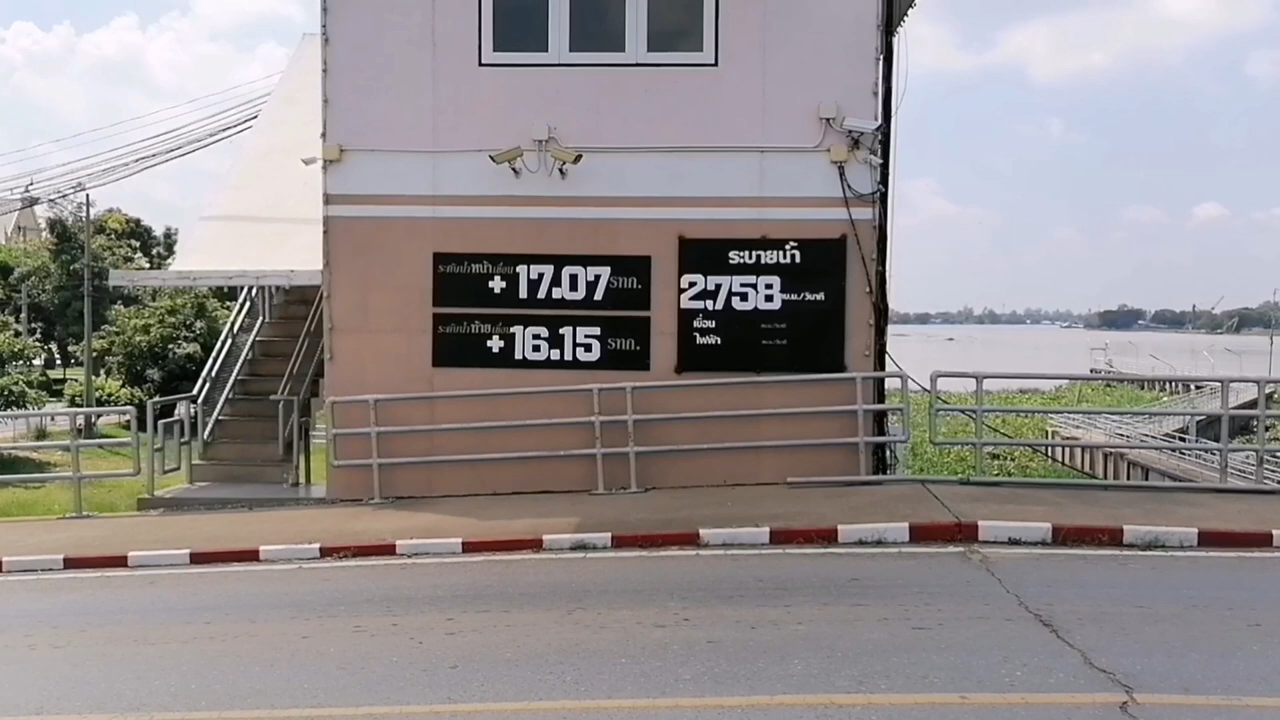 ระดับน้ำหน้าเขื่อน + 17.07 รทก.
ระดับน้ำท้ายเขื่อน + 16.15 รทก.
ระบายน้ำ
2,758 ลบ.ม./วินาที
เขื่อน
ไฟฟ้า